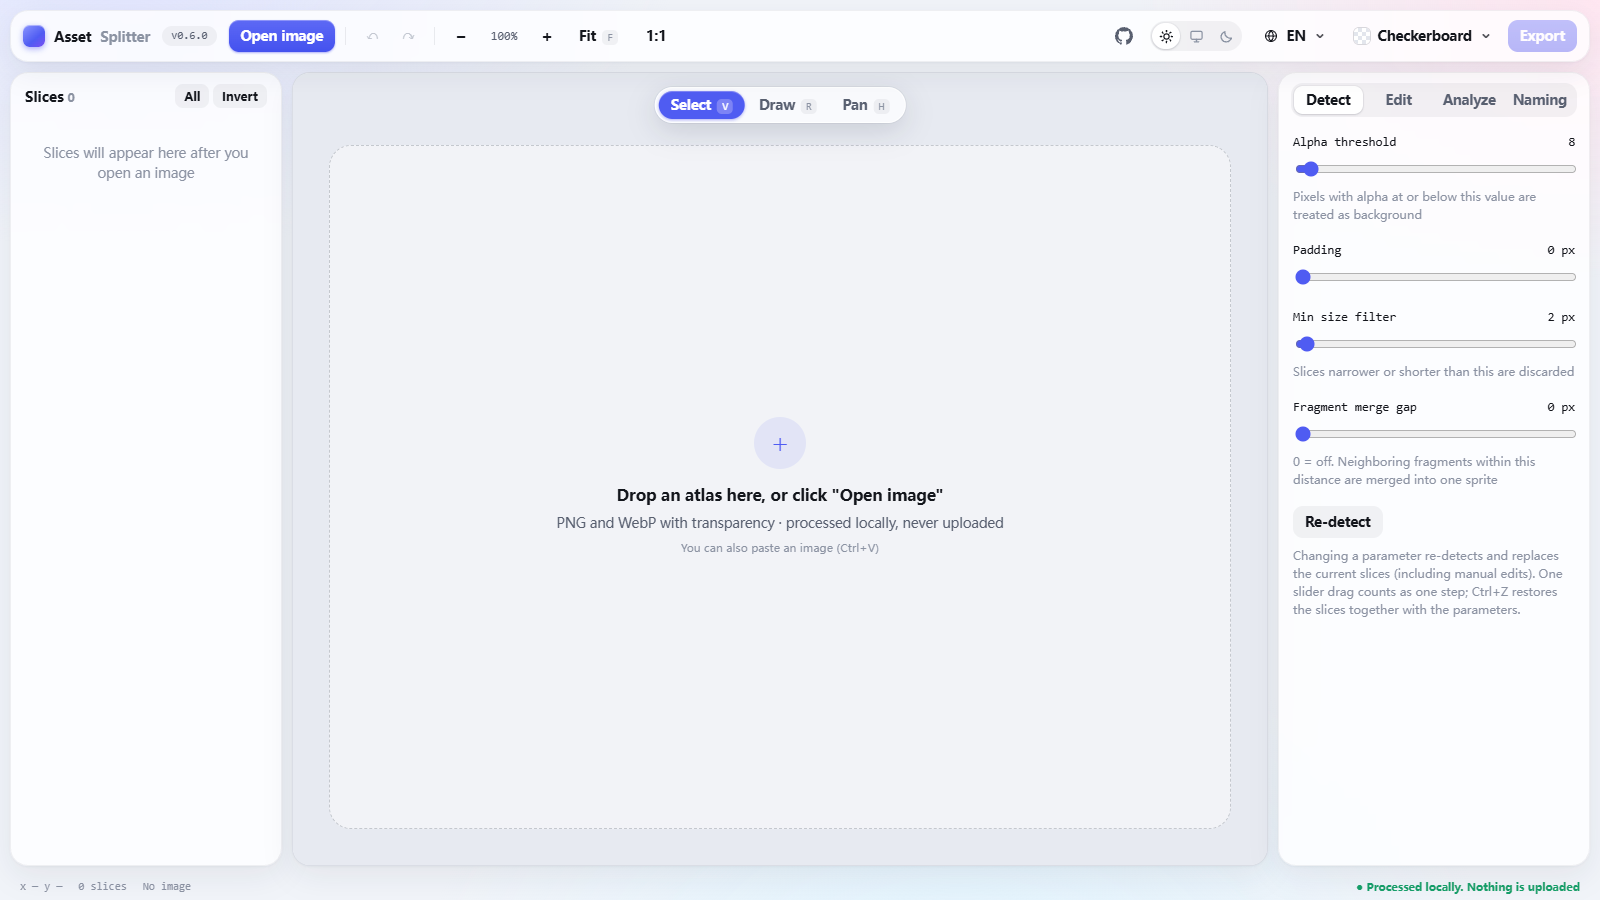 Asset Splitter v0.6.0 Open image 100% Fit F 1:1 EN Checkerboard Export
Slices 0 All Invert
Slices will appear here after you
open an image
Select V Draw R Pan H
Drop an atlas here, or click "Open image"
PNG and WebP with transparency · processed locally, never uploaded
You can also paste an image (Ctrl+V)
Detect Edit Analyze Naming
Alpha threshold 8
Pixels with alpha at or below this value are
treated as background
Padding 0 px
Min size filter 2 px
Slices narrower or shorter than this are discarded
Fragment merge gap 0 px
0 = off. Neighboring fragments within this
distance are merged into one sprite
Re-detect
Changing a parameter re-detects and replaces
the current slices (including manual edits). One
slider drag counts as one step; Ctrl+Z restores
the slices together with the parameters.
x — y — 0 slices No image
Processed locally. Nothing is uploaded